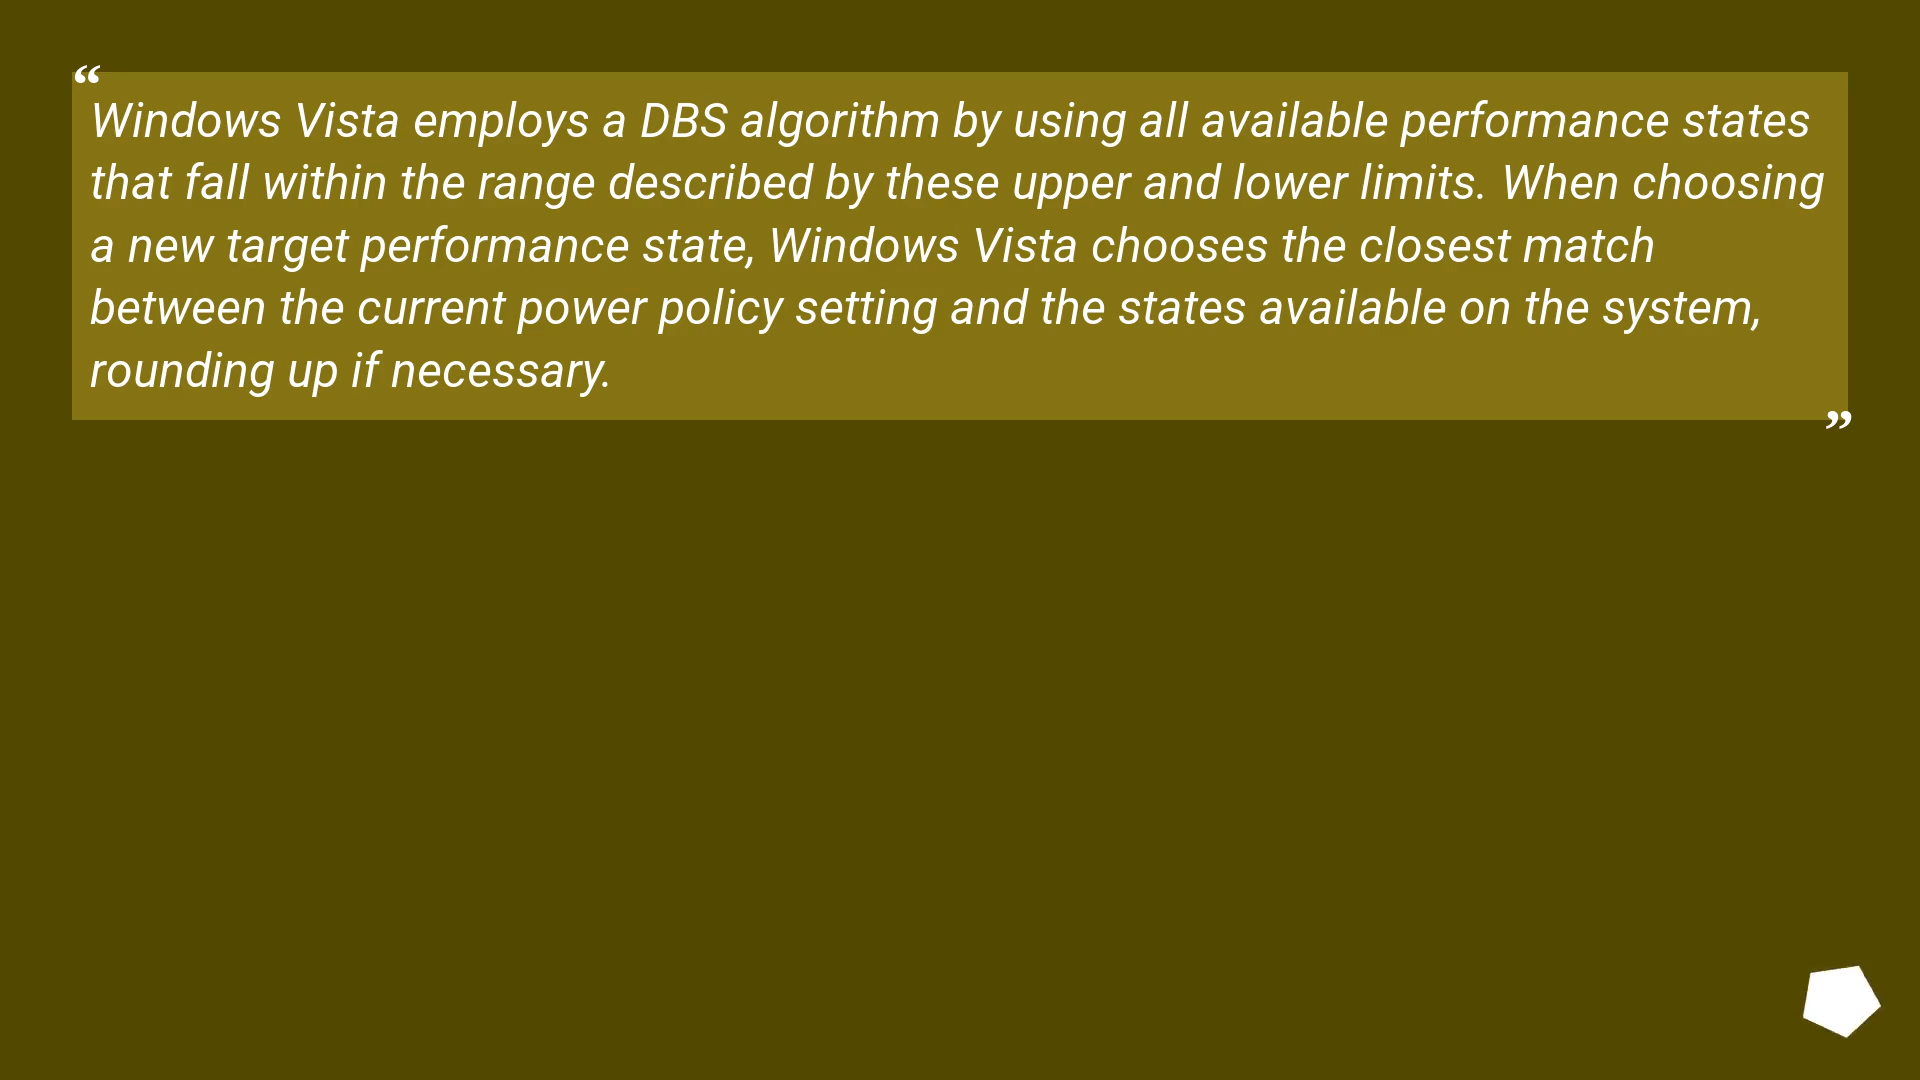 “
Windows Vista employs a DBS algorithm by using all available performance states
that fall within the range described by these upper and lower limits. When choosing
a new target performance state, Windows Vista chooses the closest match
between the current power policy setting and the states available on the system,
rounding up if necessary.
”